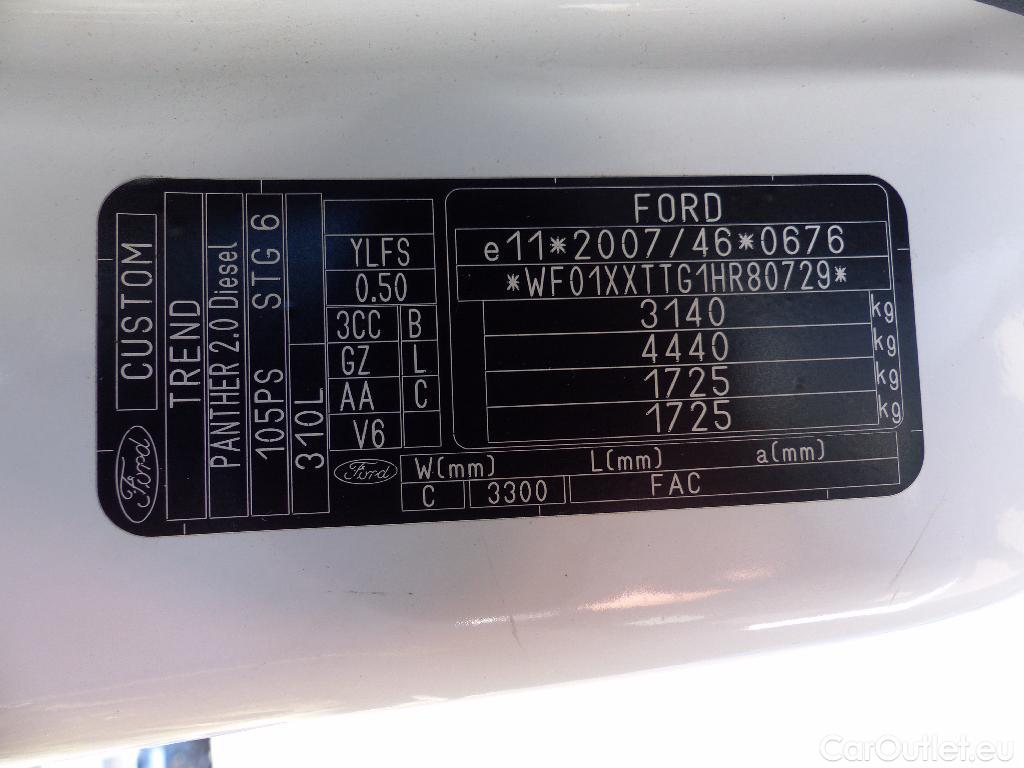 CUSTOM
Ford
TREND
PANTHER 2.0 Diesel
105PS STG 6
310L
YLFS
0.50
3CC B
GZ L
AA C
V6
Ford
FORD
e11*2007/46*0676
*WF01XXTTG1HR80729*
3140 kg
4440 kg
1725 kg
1725 kg
W(mm) L(mm) a(mm)
C 3300 FAC
CarOutlet.eu